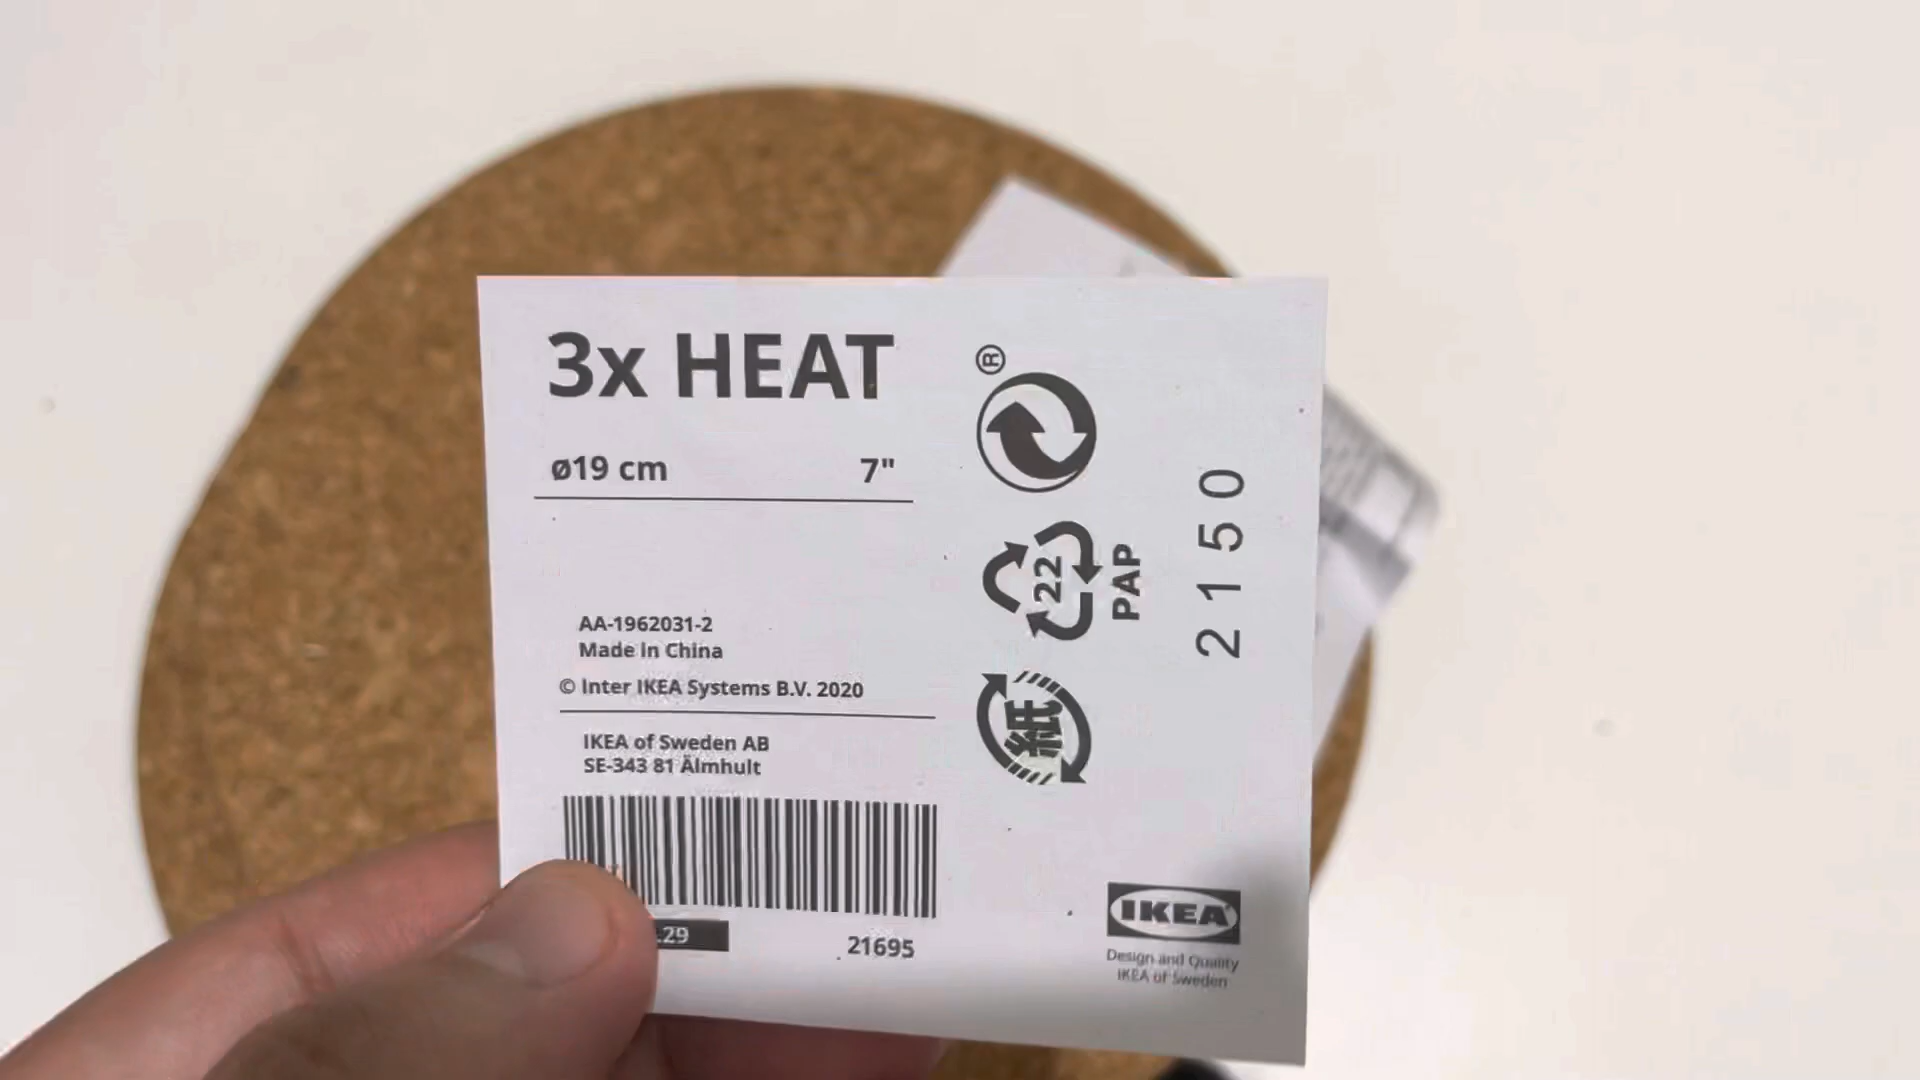 3x HEAT
ø19 cm 7"
AA-1962031-2
Made in China
© Inter IKEA Systems B.V. 2020
IKEA of Sweden AB
SE-343 81 Älmhult
.29
21695
®
22
PAP
紙
2150
IKEA
Design and Quality
IKEA of Sweden